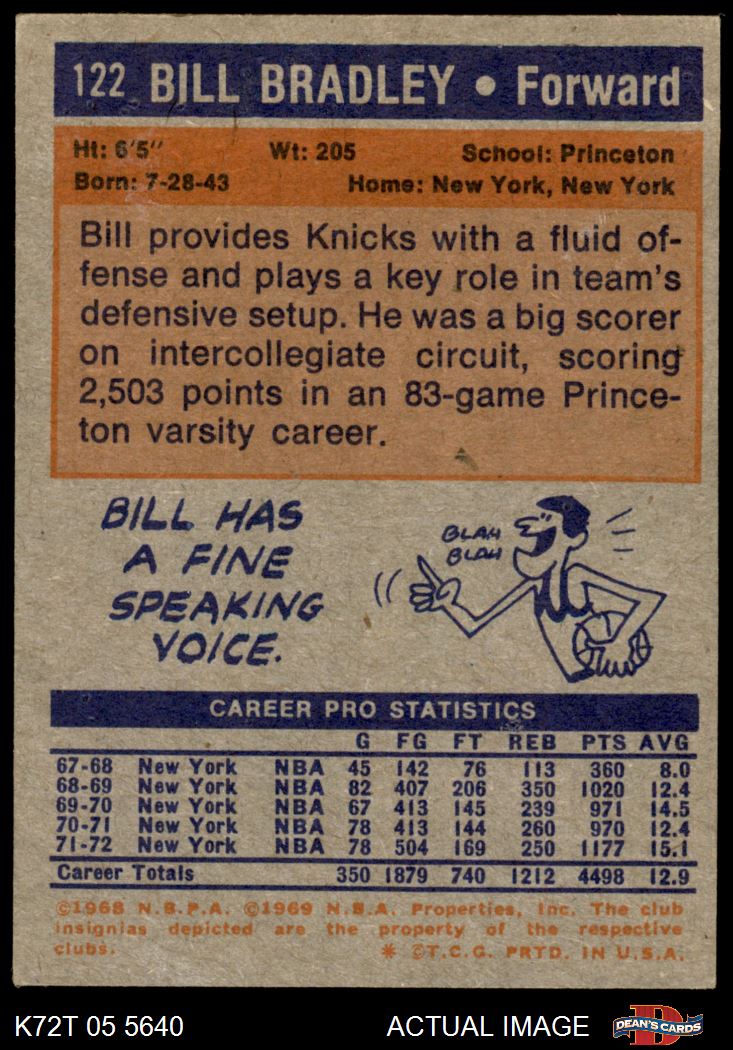 122 BILL BRADLEY • Forward
Ht: 6'5" Wt: 205 School: Princeton
Born: 7-28-43 Home: New York, New York
Bill provides Knicks with a fluid of-
fense and plays a key role in team's
defensive setup. He was a big scorer
on intercollegiate circuit, scoring
2,503 points in an 83-game Prince-
ton varsity career.
BILL HAS
A FINE
SPEAKING
VOICE.
BLAH
BLAH
CAREER PRO STATISTICS
G FG FT REB PTS AVG
67-68 New York NBA 45 142 76 113 360 8.0
68-69 New York NBA 82 407 206 350 1020 12.4
69-70 New York NBA 67 413 145 239 971 14.5
70-71 New York NBA 78 413 144 260 970 12.4
71-72 New York NBA 78 504 169 250 1177 15.1
Career Totals 350 1879 740 1212 4498 12.9
©1968 N.B.P.A. ©1969 N.B.A. Properties, Inc. The club
insignias depicted are the property of the respective
clubs. * ©T.C.G. PRTD. IN U.S.A.
K72T 05 5640 ACTUAL IMAGE DEAN'S CARDS